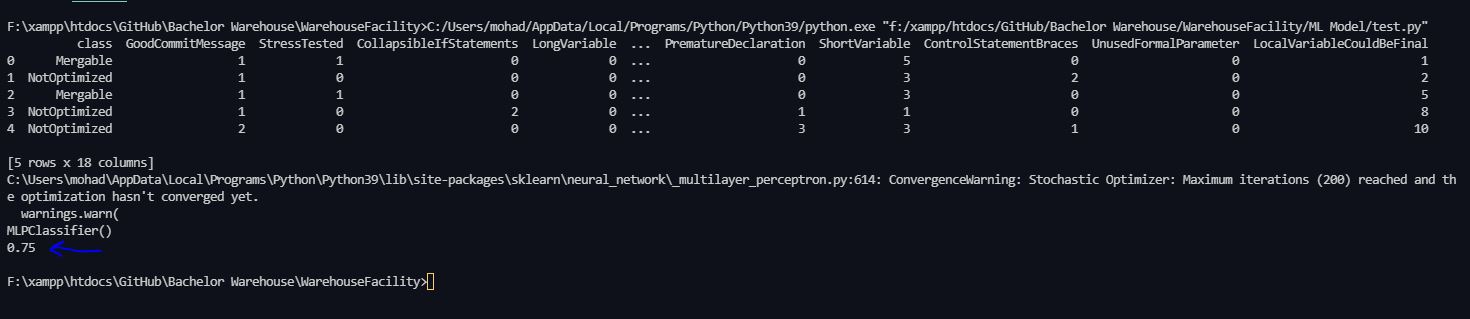 F:\xampp\htdocs\GitHub\Bachelor Warehouse\WarehouseFacility>C:/Users/mohad/AppData/Local/Programs/Python/Python39/python.exe "f:/xampp/htdocs/GitHub/Bachelor Warehouse/WarehouseFacility/ML Model/test.py"
class GoodCommitMessage StressTested CollapsibleIfStatements LongVariable ... PrematureDeclaration ShortVariable ControlStatementBraces UnusedFormalParameter LocalVariableCouldBeFinal
0 Mergable 1 1 0 0 ... 0 5 0 0 1
1 NotOptimized 1 0 0 0 ... 0 3 2 0 2
2 Mergable 1 1 0 0 ... 0 3 0 0 5
3 NotOptimized 1 0 2 0 ... 1 1 0 0 8
4 NotOptimized 2 0 0 0 ... 3 3 1 0 10
[5 rows x 18 columns]
C:\Users\mohad\AppData\Local\Programs\Python\Python39\lib\site-packages\sklearn\neural_network\_multilayer_perceptron.py:614: ConvergenceWarning: Stochastic Optimizer: Maximum iterations (200) reached and th
e optimization hasn't converged yet.
warnings.warn(
MLPClassifier()
0.75
F:\xampp\htdocs\GitHub\Bachelor Warehouse\WarehouseFacility>